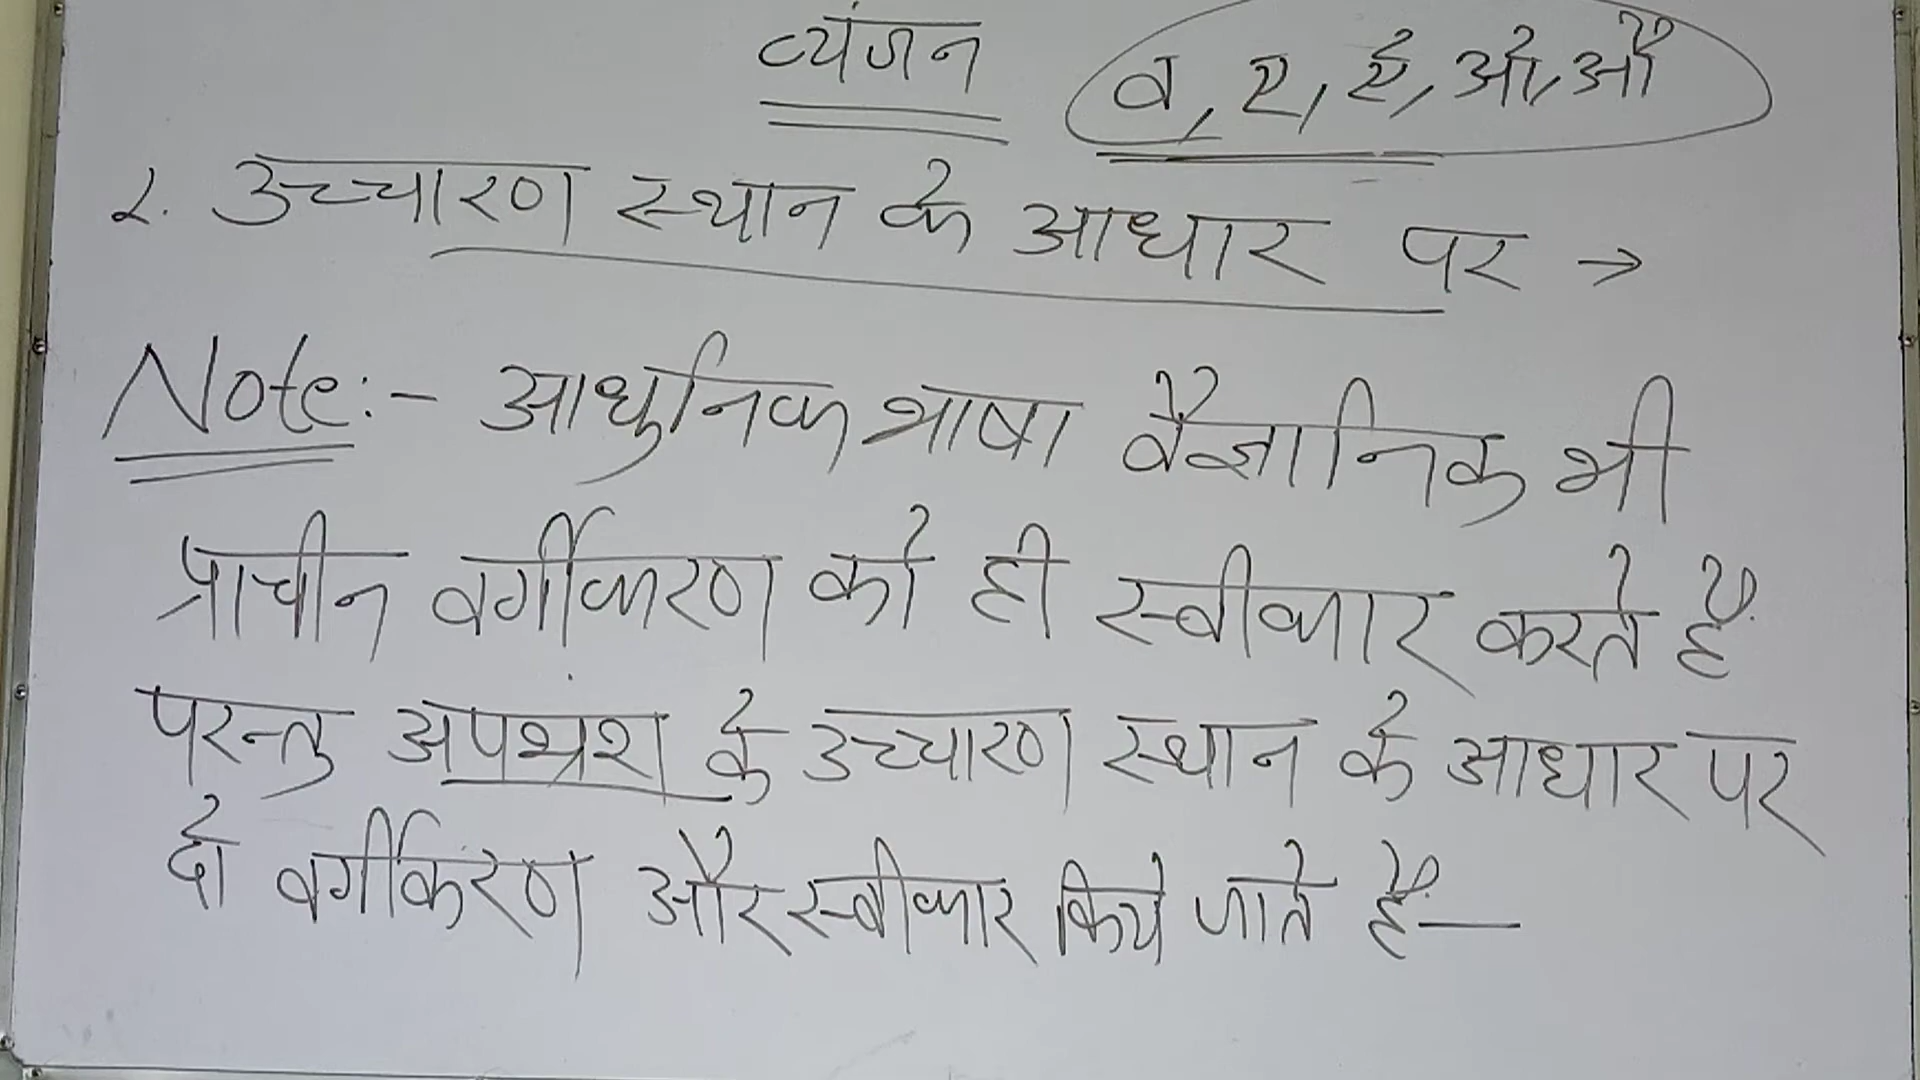 व्यंजन व, ए, ऐ, ओ, औ
२. उच्चारण स्थान के आधार पर →
Note:- आधुनिक भाषा वैज्ञानिक भी
प्राचीन वर्गीकरण को ही स्वीकार करते हैं
परन्तु अपभ्रंश के उच्चारण स्थान के आधार पर
दो वर्गीकरण और स्वीकार किये जाते हैं—